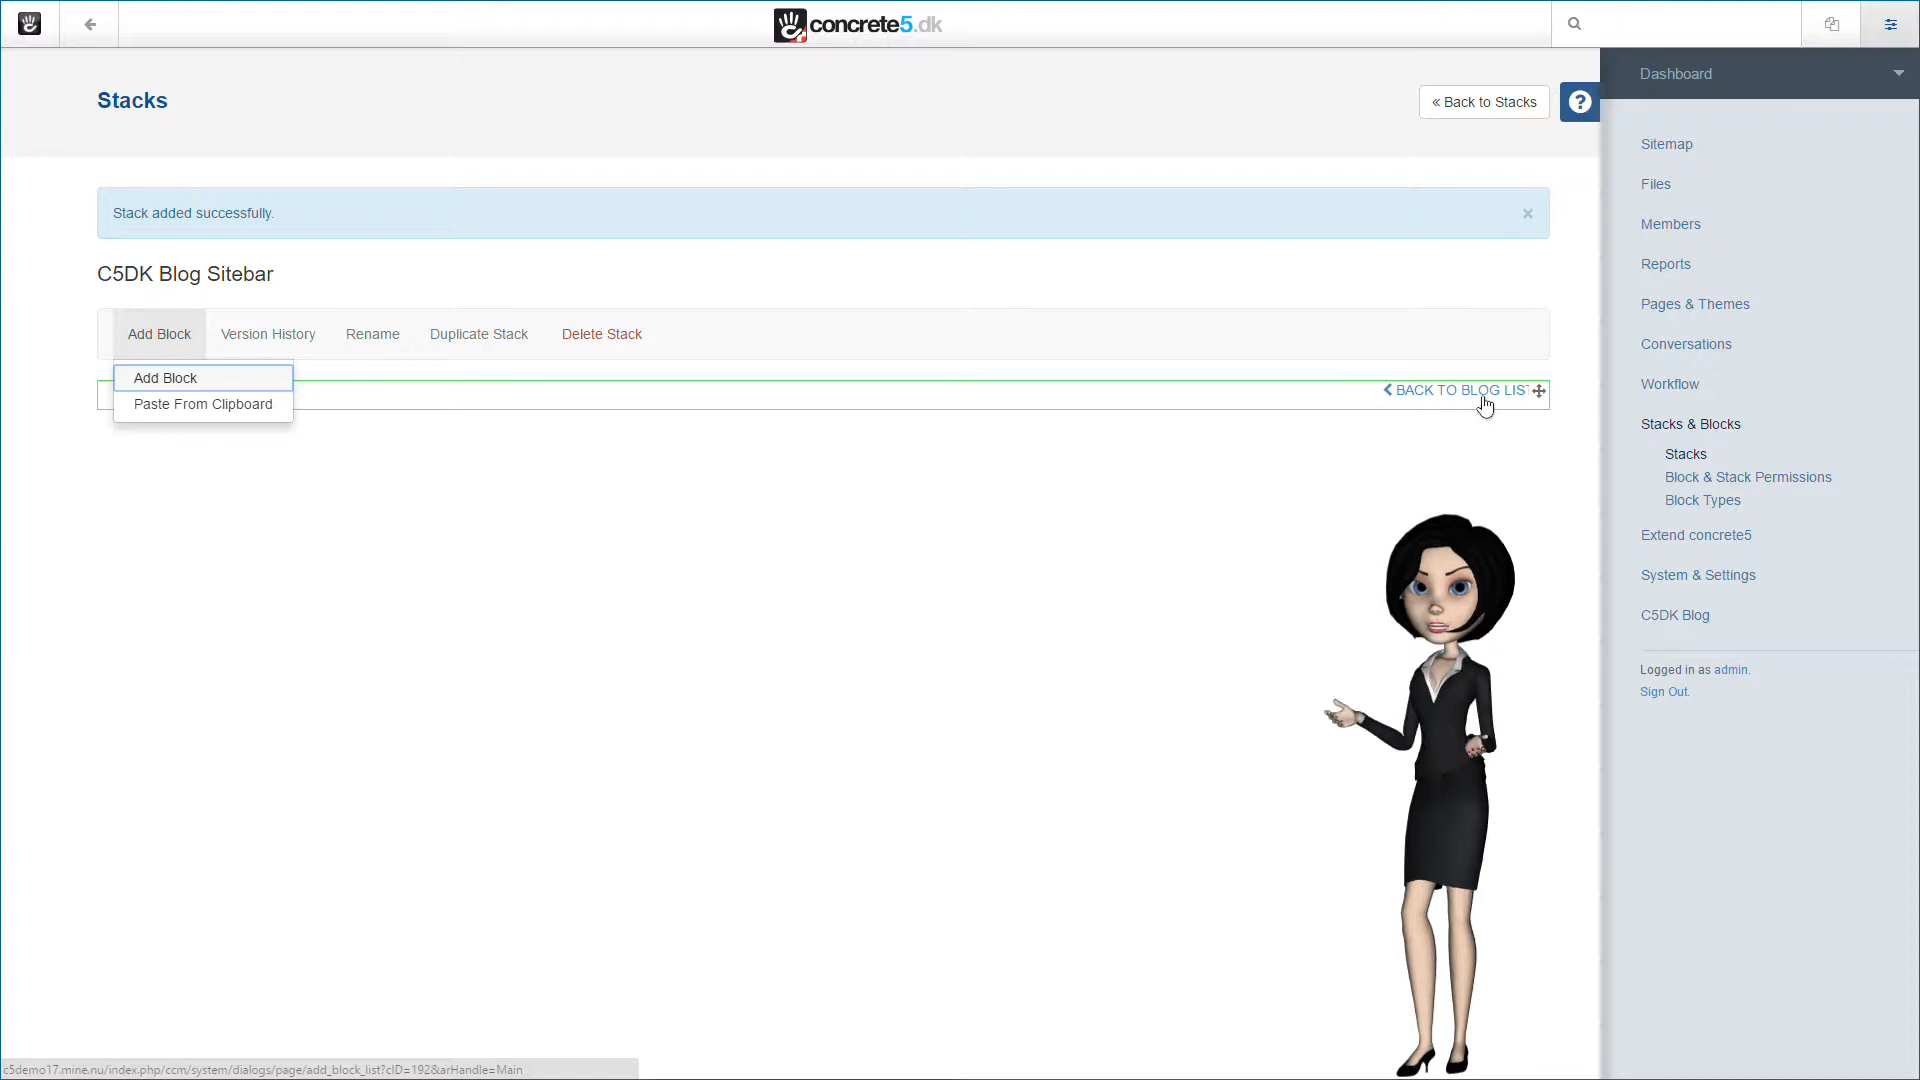 concrete5.dk
Stacks
« Back to Stacks
?
Dashboard
Stack added successfully.
×
C5DK Blog Sitebar
Add Block
Version History
Rename
Duplicate Stack
Delete Stack
Add Block
Paste From Clipboard
BACK TO BLOG LIST
Sitemap
Files
Members
Reports
Pages & Themes
Conversations
Workflow
Stacks & Blocks
Stacks
Block & Stack Permissions
Block Types
Extend concrete5
System & Settings
C5DK Blog
Logged in as admin.
Sign Out.
c5demo17.mine.nu/index.php/ccm/system/dialogs/page/add_block_list?cID=192&arHandle=Main